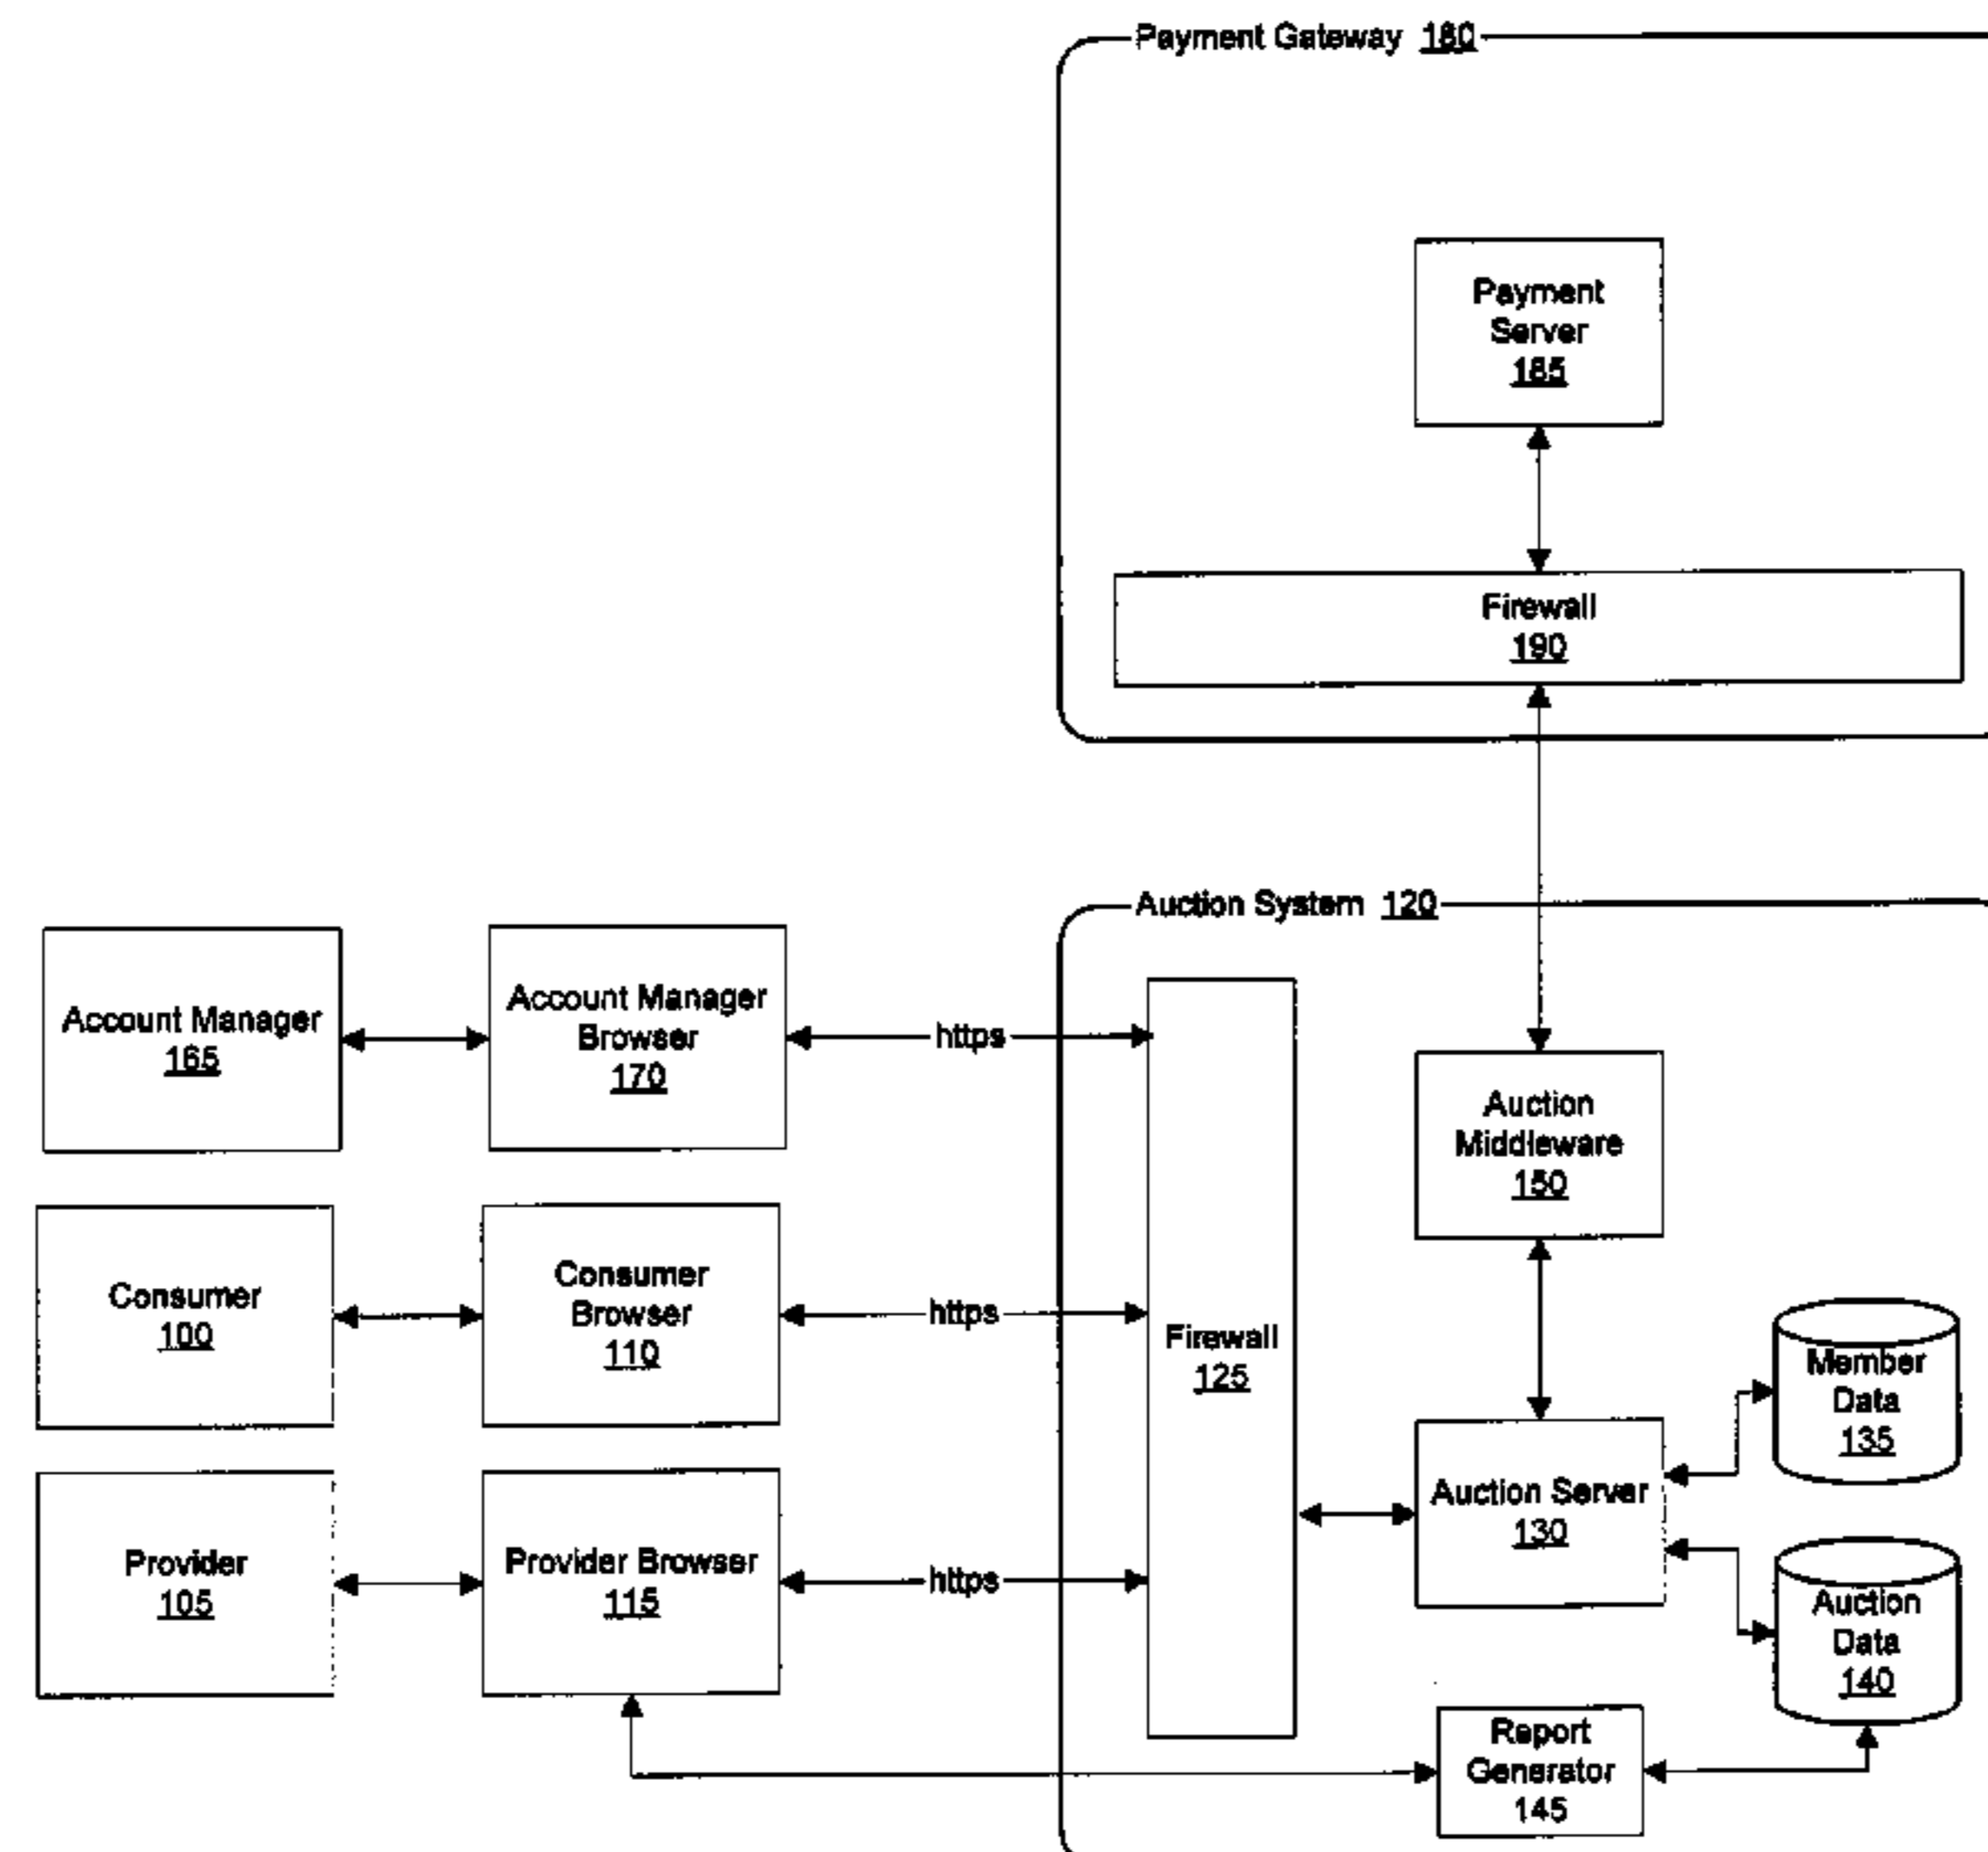 Payment Gateway 180
Payment
Server
185
Firewall
190
Auction System 120
Account Manager
165
Account Manager
Browser
170
https
Auction
Middleware
150
Consumer
100
Consumer
Browser
110
https
Firewall
125
Member
Data
135
Auction Server
130
Provider
105
Provider Browser
115
https
Auction
Data
140
Report
Generator
145